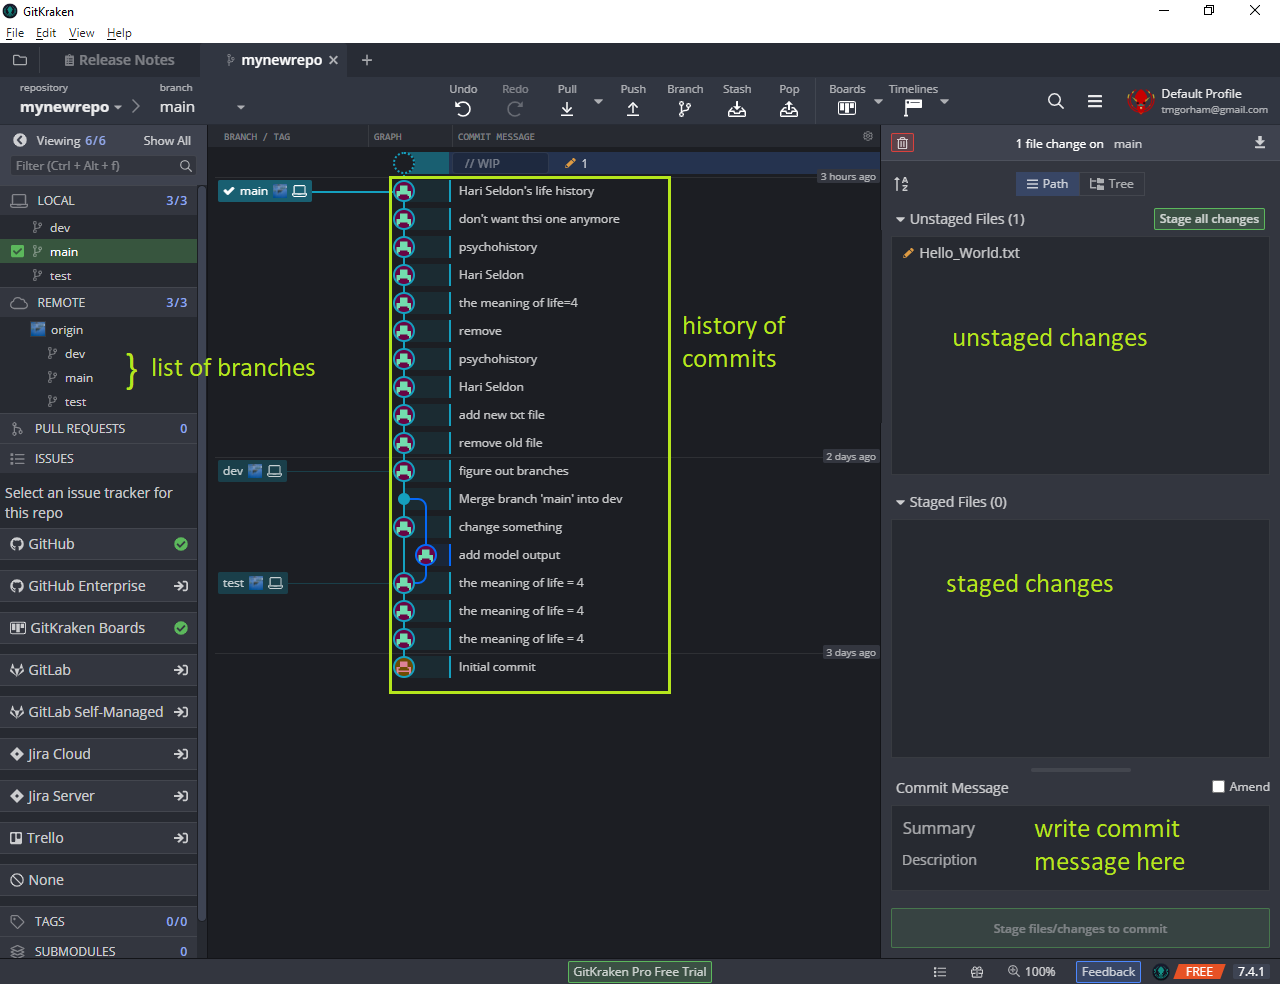 GitKraken
File Edit View Help
Release Notes
mynewrepo
repository
mynewrepo
branch
main
Undo
Redo
Pull
Push
Branch
Stash
Pop
Boards
Timelines
Default Profile
tmgorham@gmail.com
Viewing 6/6 Show All
Filter (Ctrl + Alt + f)
LOCAL 3/3
dev
main
test
REMOTE 3/3
origin
dev
main
test
} list of branches
PULL REQUESTS 0
ISSUES
Select an issue tracker for
this repo
GitHub
GitHub Enterprise
GitKraken Boards
GitLab
GitLab Self-Managed
Jira Cloud
Jira Server
Trello
None
TAGS 0/0
SUBMODULES 0
BRANCH / TAG GRAPH COMMIT MESSAGE
// WIP 1
3 hours ago
main Hari Seldon's life history
don't want thsi one anymore
psychohistory
Hari Seldon
the meaning of life=4
remove
psychohistory
Hari Seldon
add new txt file
remove old file
2 days ago
dev figure out branches
Merge branch 'main' into dev
change something
add model output
test the meaning of life = 4
the meaning of life = 4
the meaning of life = 4
3 days ago
Initial commit
history of
commits
1 file change on main
Path Tree
Unstaged Files (1) Stage all changes
Hello_World.txt
unstaged changes
Staged Files (0)
staged changes
Commit Message Amend
Summary
Description
write commit
message here
Stage files/changes to commit
GitKraken Pro Free Trial
100%
Feedback
FREE
7.4.1